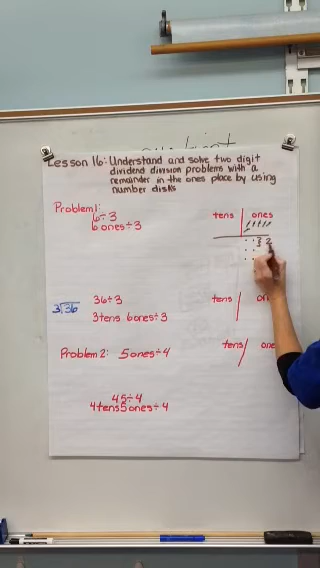 Lesson 16: Understand and solve two digit
dividend division problems with a
remainder in the ones place by using
number disks
Problem 1:
6÷3
6 ones÷3
tens ones
3 2
3⟌36
36÷3
3 tens 6 ones÷3
tens
Problem 2: 5 ones÷4
tens one
45÷4
4 tens 5 ones÷4